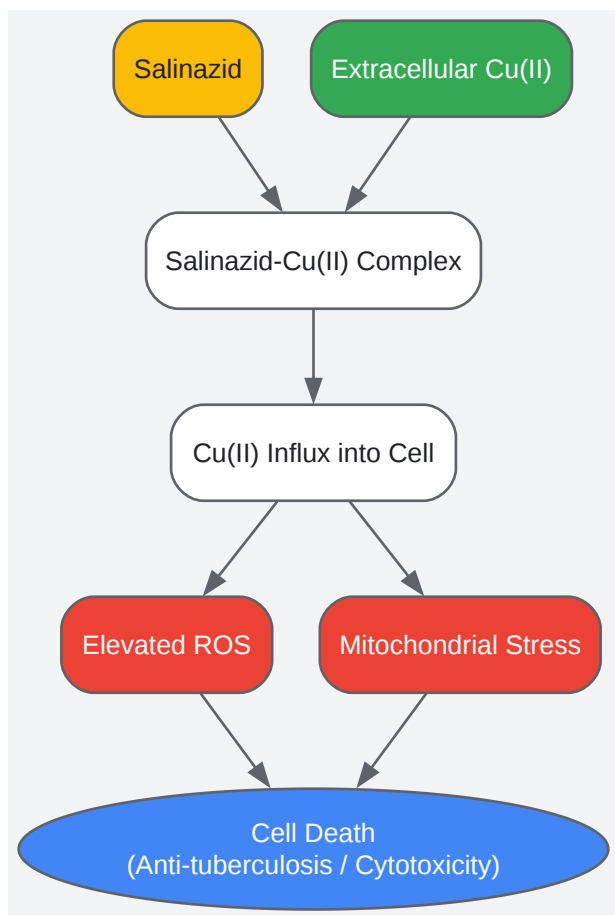 Salinazid
Extracellular Cu(II)
Salinazid-Cu(II) Complex
Cu(II) Influx into Cell
Elevated ROS
Mitochondrial Stress
Cell Death
(Anti-tuberculosis / Cytotoxicity)